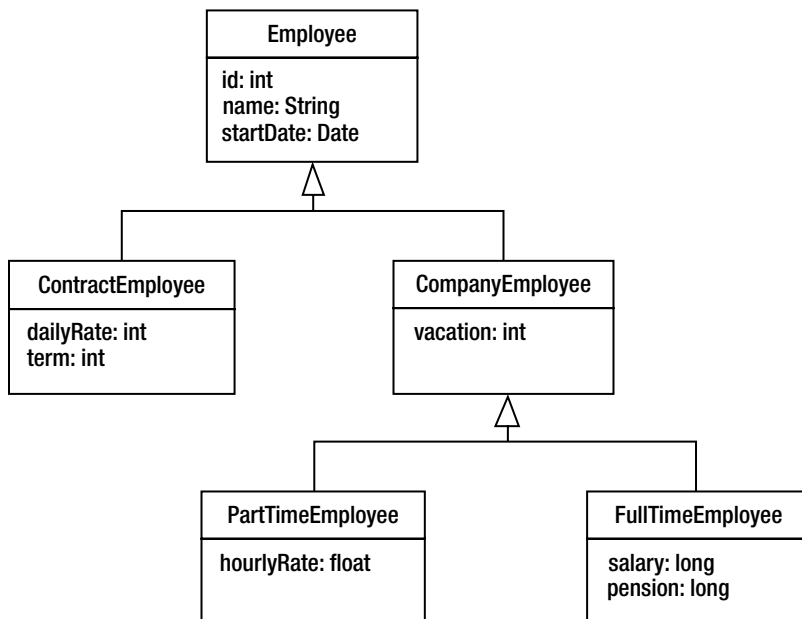 Employee
id: int
name: String
startDate: Date
ContractEmployee
dailyRate: int
term: int
CompanyEmployee
vacation: int
PartTimeEmployee
hourlyRate: float
FullTimeEmployee
salary: long
pension: long